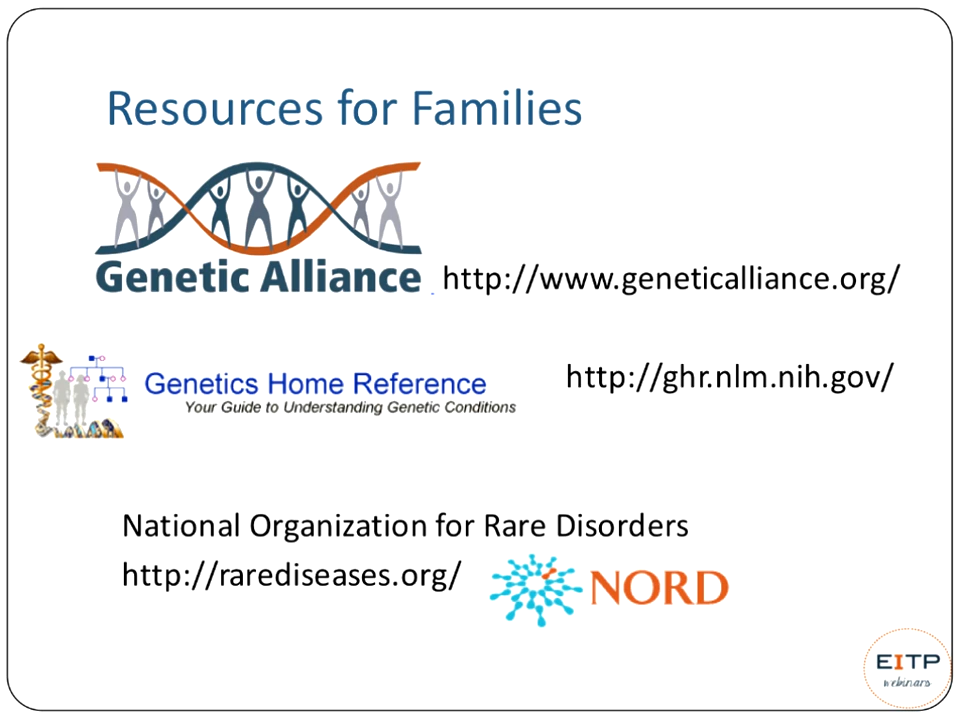 Resources for Families
Genetic Alliance
http://www.geneticalliance.org/
Genetics Home Reference
Your Guide to Understanding Genetic Conditions
http://ghr.nlm.nih.gov/
National Organization for Rare Disorders
http://rarediseases.org/
NORD
EITP
webinars